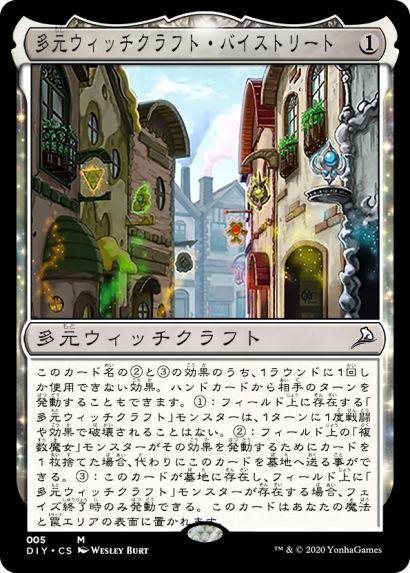 多元ウィッチクラフト・バイストリート 1
多元ウィッチクラフト
このカード名の②と③の効果のうち、1ラウンドに1回し
か使用できない効果。ハンドカードから相手のターンを
発動することもできます。①：フィールド上に存在する「
多元ウィッチクラフト」モンスターは、1ターンに1度戦闘
や効果で破壊されることはない。②：フィールド上の「複
数魔女」モンスターがその効果を発動するためにカードを
1枚捨てた場合、代わりにこのカードを墓地へ送る事がで
きる。③：このカードが墓地に存在し、フィールド上に「
多元ウィッチクラフト」モンスターが存在する場合、フェイ
ズ終了時のみ発動できる。このカードはあなたの魔法
と罠エリアの表面に置かれます。
005 M
DIY • CS WESLEY BURT
™ & © 2020 YonhaGames